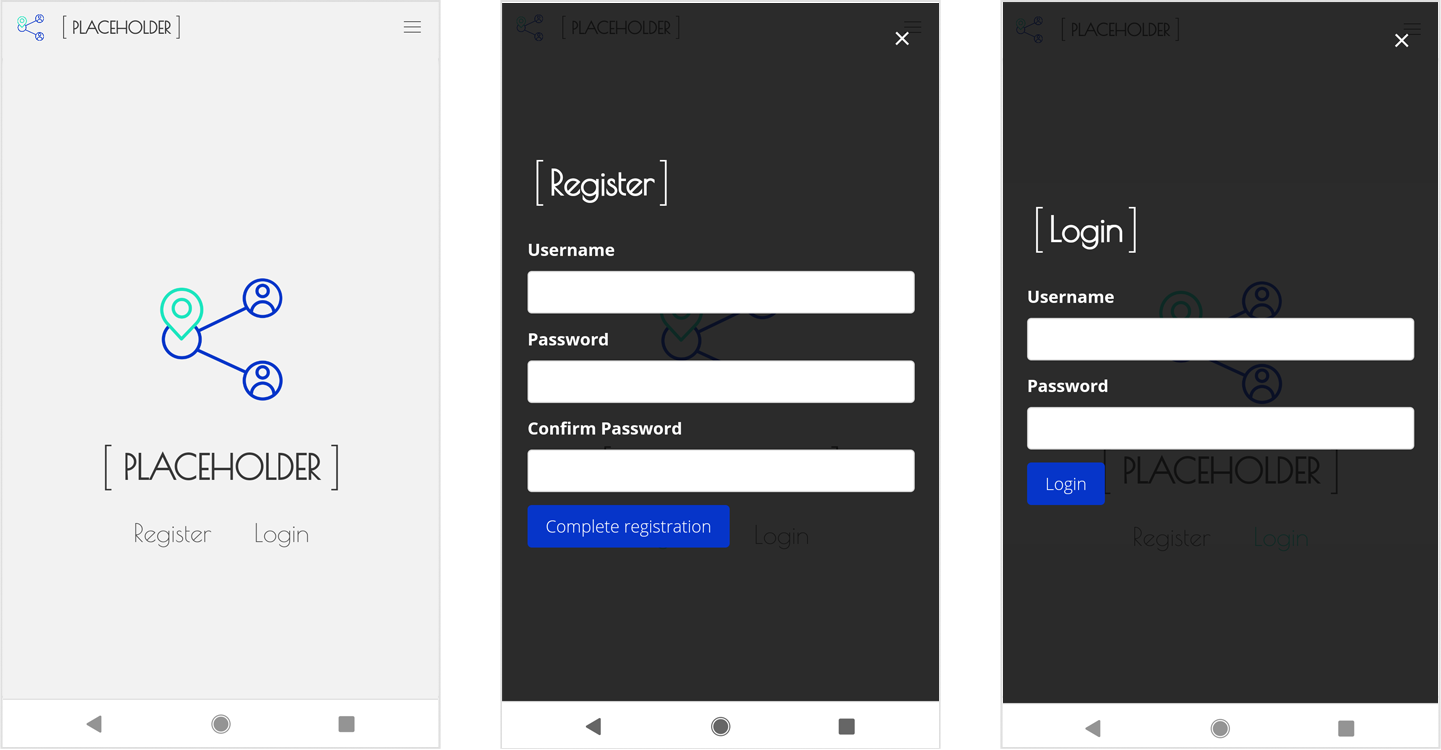 [ PLACEHOLDER ]
[ PLACEHOLDER ]
Register Login
[ PLACEHOLDER ]
[ Register ]
Username
Password
Confirm Password
Complete registration
Login
[ PLACEHOLDER ]
[ Login ]
Username
Password
Login
[ PLACEHOLDER ]
Register Login